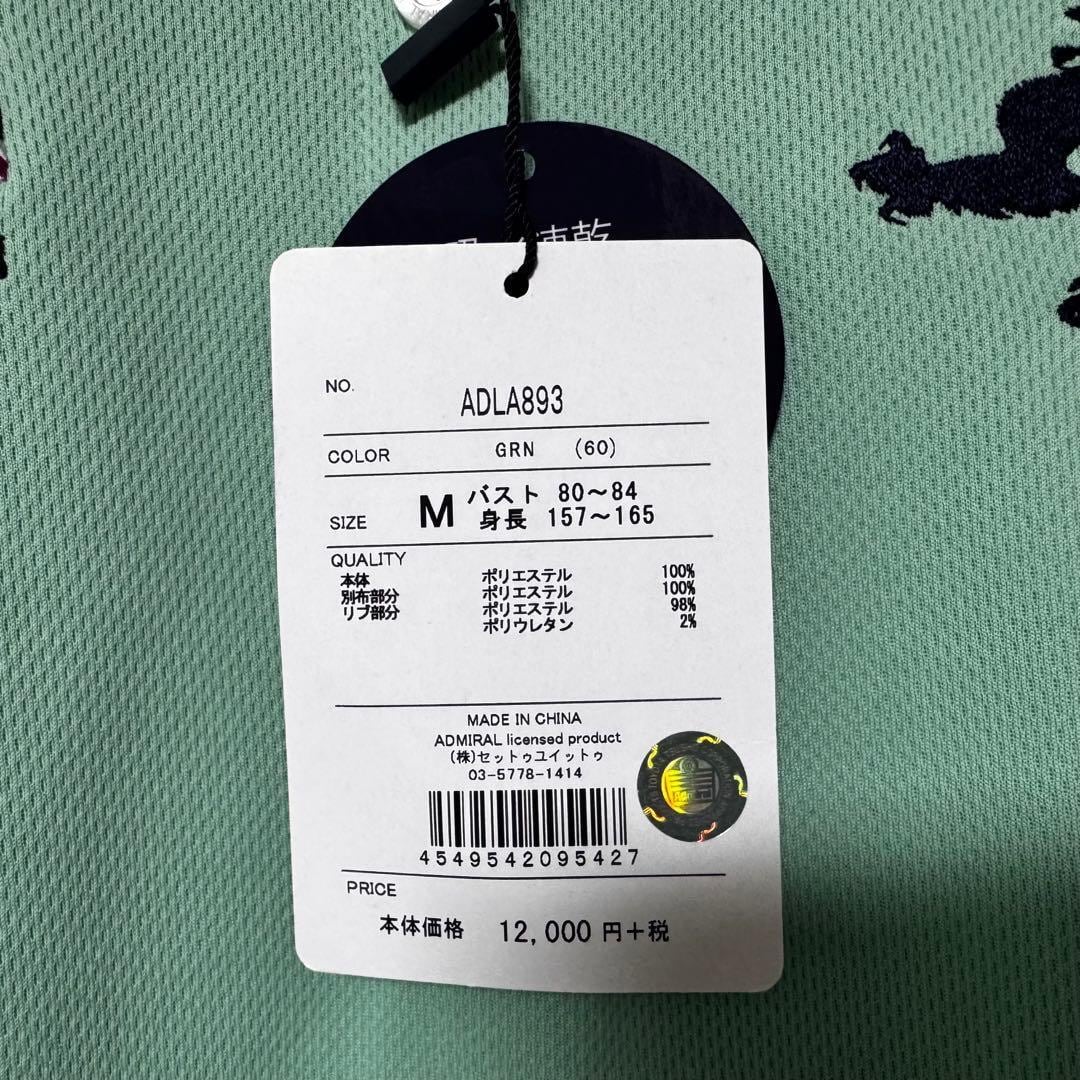 速乾
NO. ADLA893
COLOR GRN (60)
SIZE M バスト 80〜84
身長 157〜165
QUALITY
本体 ポリエステル 100%
別布部分 ポリエステル 100%
リブ部分 ポリエステル 98%
ポリウレタン 2%
MADE IN CHINA
ADMIRAL licensed product
(株)セットゥユイットゥ
03-5778-1414
4549542095427
PRICE
本体価格 12,000 円+税